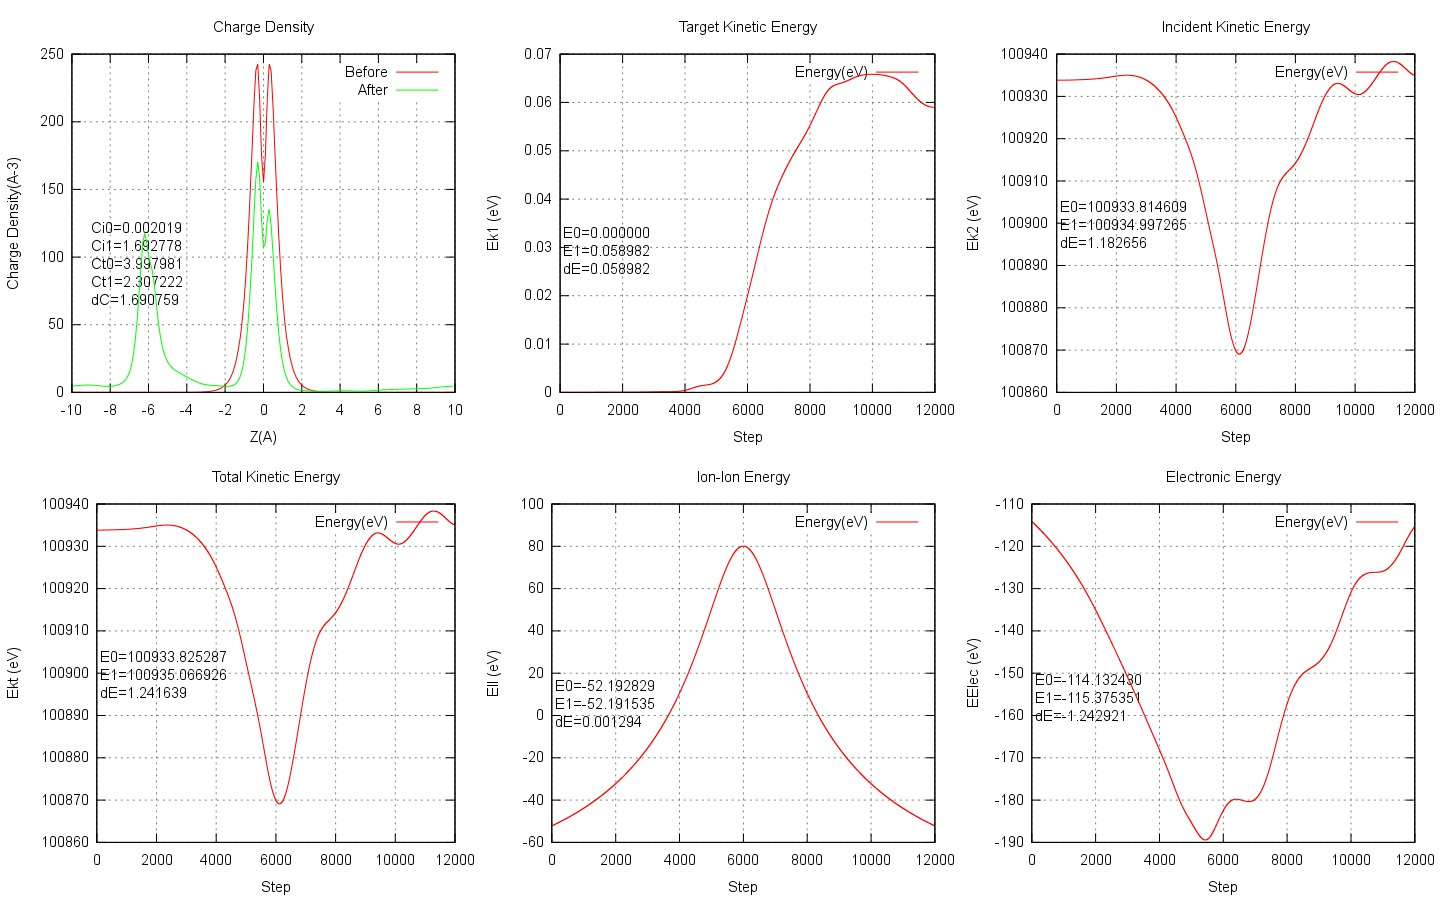 Charge Density
Charge Density(A-3)
250
200
150
100
50
0
Before
After
Ci0=0.002019
Ci1=1.692778
Ct0=3.997981
Ct1=2.307222
dC=1.690759
-10 -8 -6 -4 -2 0 2 4 6 8 10
Z(A)
Target Kinetic Energy
Ek1 (eV)
0.07
0.06
0.05
0.04
0.03
0.02
0.01
0
Energy(eV)
E0=0.000000
E1=0.058982
dE=0.058982
0 2000 4000 6000 8000 10000 12000
Step
Incident Kinetic Energy
Ek2 (eV)
100940
100930
100920
100910
100900
100890
100880
100870
100860
Energy(eV)
E0=100933.814609
E1=100934.997265
dE=1.182656
0 2000 4000 6000 8000 10000 12000
Step
Total Kinetic Energy
Ekt (eV)
100940
100930
100920
100910
100900
100890
100880
100870
100860
Energy(eV)
E0=100933.825287
E1=100935.066926
dE=1.241639
0 2000 4000 6000 8000 10000 12000
Step
Ion-Ion Energy
EII (eV)
100
80
60
40
20
0
-20
-40
-60
Energy(eV)
E0=-52.192829
E1=-52.191535
dE=0.001294
0 2000 4000 6000 8000 10000 12000
Step
Electronic Energy
EElec (eV)
-110
-120
-130
-140
-150
-160
-170
-180
-190
Energy(eV)
E0=-114.132430
E1=-115.375351
dE=-1.242921
0 2000 4000 6000 8000 10000 12000
Step